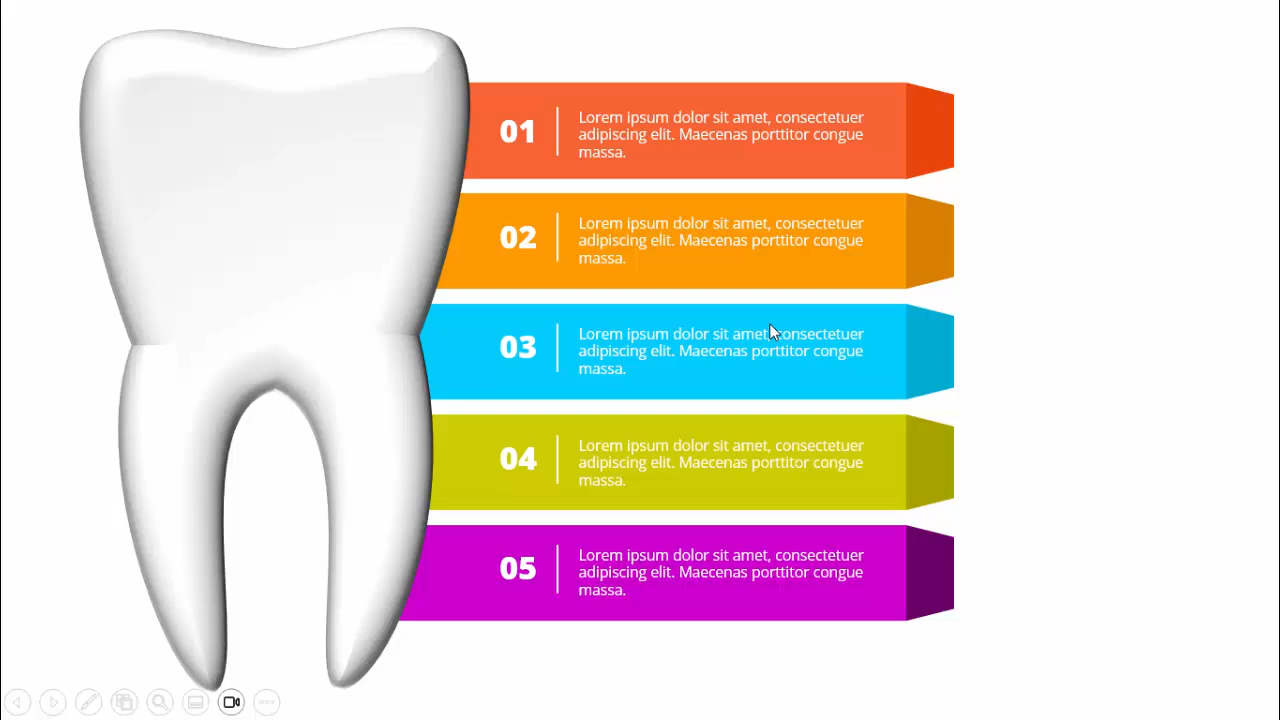 01
Lorem ipsum dolor sit amet, consectetuer
adipiscing elit. Maecenas porttitor congue
massa.
02
Lorem ipsum dolor sit amet, consectetuer
adipiscing elit. Maecenas porttitor congue
massa.
03
Lorem ipsum dolor sit amet, consectetuer
adipiscing elit. Maecenas porttitor congue
massa.
04
Lorem ipsum dolor sit amet, consectetuer
adipiscing elit. Maecenas porttitor congue
massa.
05
Lorem ipsum dolor sit amet, consectetuer
adipiscing elit. Maecenas porttitor congue
massa.